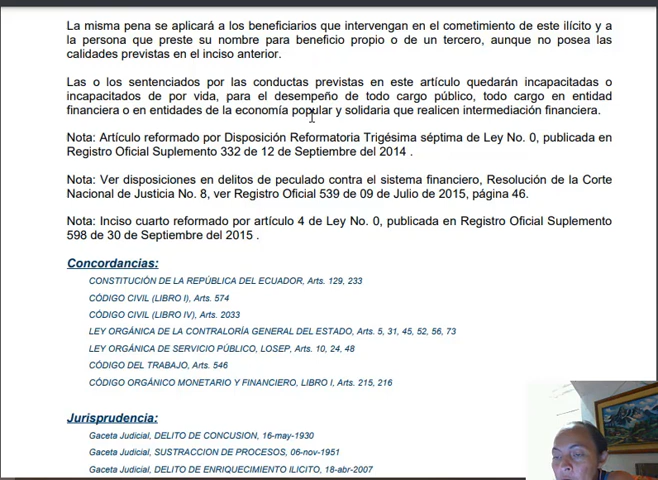 La misma pena se aplicará a los beneficiarios que intervengan en el cometimiento de este ilícito y a
la persona que preste su nombre para beneficio propio o de un tercero, aunque no posea las
calidades previstas en el inciso anterior.
Las o los sentenciados por las conductas previstas en este artículo quedarán incapacitadas o
incapacitados de por vida, para el desempeño de todo cargo público, todo cargo en entidad
financiera o en entidades de la economía popular y solidaria que realicen intermediación financiera.
Nota: Artículo reformado por Disposición Reformatoria Trigésima séptima de Ley No. 0, publicada en
Registro Oficial Suplemento 332 de 12 de Septiembre del 2014 .
Nota: Ver disposiciones en delitos de peculado contra el sistema financiero, Resolución de la Corte
Nacional de Justicia No. 8, ver Registro Oficial 539 de 09 de Julio de 2015, página 46.
Nota: Inciso cuarto reformado por artículo 4 de Ley No. 0, publicada en Registro Oficial Suplemento
598 de 30 de Septiembre del 2015 .
Concordancias:
CONSTITUCIÓN DE LA REPÚBLICA DEL ECUADOR, Arts. 129, 233
CÓDIGO CIVIL (LIBRO I), Arts. 574
CÓDIGO CIVIL (LIBRO IV), Arts. 2033
LEY ORGÁNICA DE LA CONTRALORÍA GENERAL DEL ESTADO, Arts. 5, 31, 45, 52, 56, 73
LEY ORGÁNICA DE SERVICIO PÚBLICO, LOSEP, Arts. 10, 24, 48
CÓDIGO DEL TRABAJO, Arts. 546
CÓDIGO ORGÁNICO MONETARIO Y FINANCIERO, LIBRO I, Arts. 215, 216
Jurisprudencia:
Gaceta Judicial, DELITO DE CONCUSION, 16-may-1930
Gaceta Judicial, SUSTRACCION DE PROCESOS, 06-nov-1951
Gaceta Judicial, DELITO DE ENRIQUECIMIENTO ILICITO, 18-abr-2007